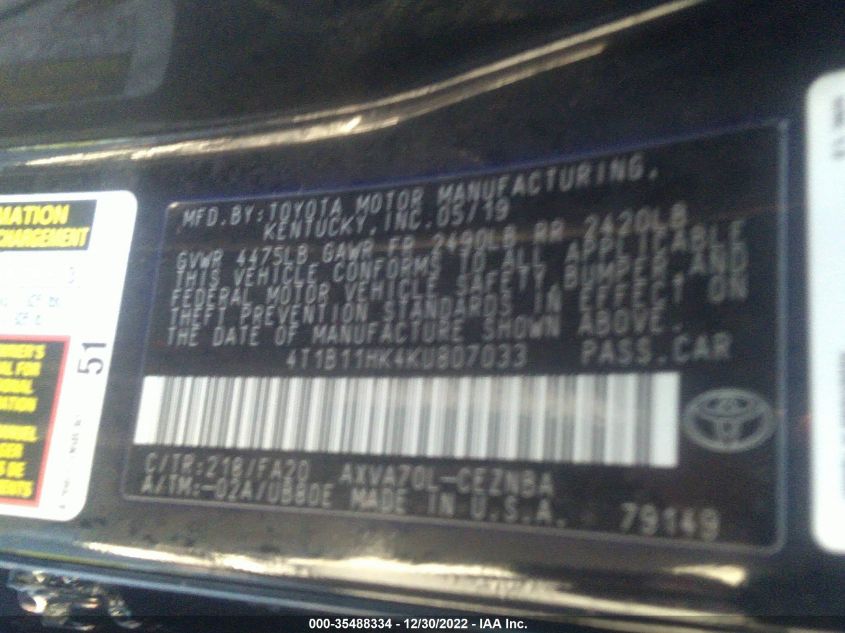 MATION
CHARGEMENT
51
MFD. BY: TOYOTA MOTOR MANUFACTURING,
KENTUCKY, INC. 05/19
GVWR 4475LB GAWR FR 2490LB RR 2420LB
THIS VEHICLE CONFORMS TO ALL APPLICABLE
FEDERAL MOTOR VEHICLE SAFETY, BUMPER, AND
THEFT PREVENTION STANDARDS IN EFFECT ON
THE DATE OF MANUFACTURE SHOWN ABOVE.
4T1B11HK4KU807033 PASS.CAR
C/TR: 218/FA20 AXVA70L-CEZNBA
A/TM: -02A/UB80E MADE IN U.S.A. 79149
000-35488334 - 12/30/2022 - IAA Inc.